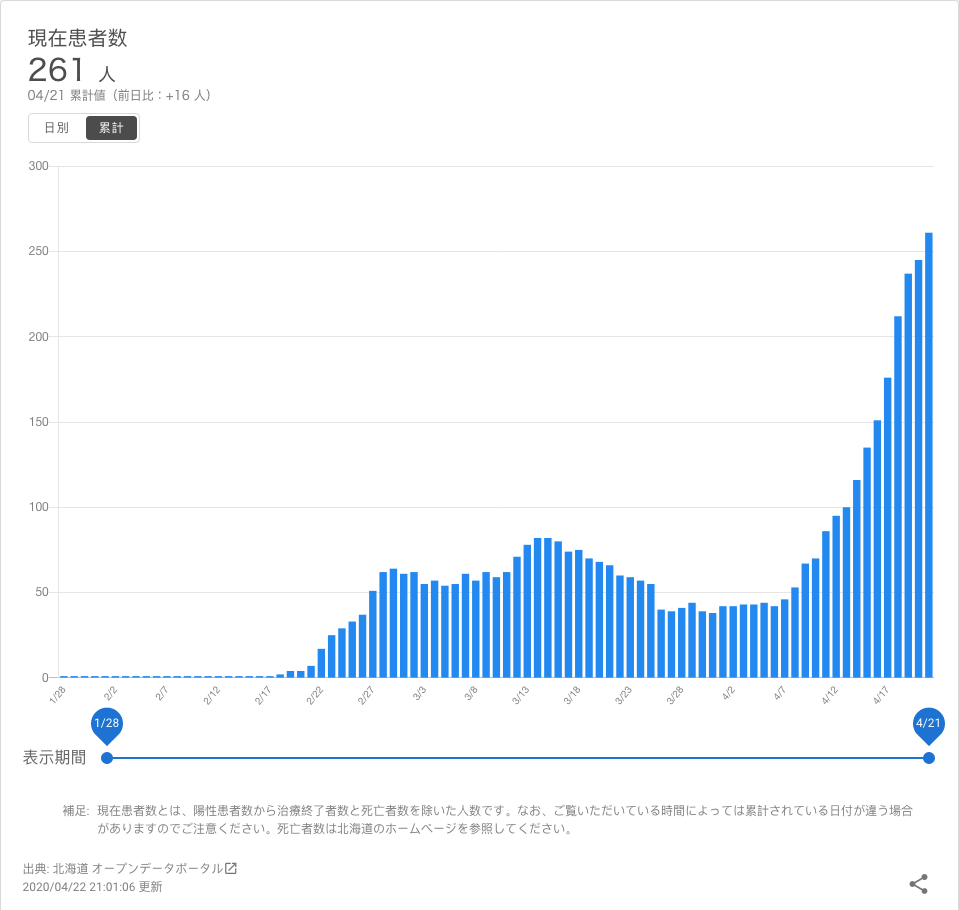 現在患者数
261 人
04/21 累計値（前日比：+16 人）
日別 累計
300
250
200
150
100
50
0
1/28 2/2 2/7 2/12 2/17 2/22 2/27 3/3 3/8 3/13 3/18 3/23 3/28 4/2 4/7 4/12 4/17
1/28 4/21
表示期間
補足: 現在患者数とは、陽性患者数から治療終了者数と死亡者数を除いた人数です。なお、ご覧いただいている時間によっては累計されている日付が違う場合
がありますのでご注意ください。死亡者数は北海道のホームページを参照してください。
出典: 北海道 オープンデータポータル
2020/04/22 21:01:06 更新